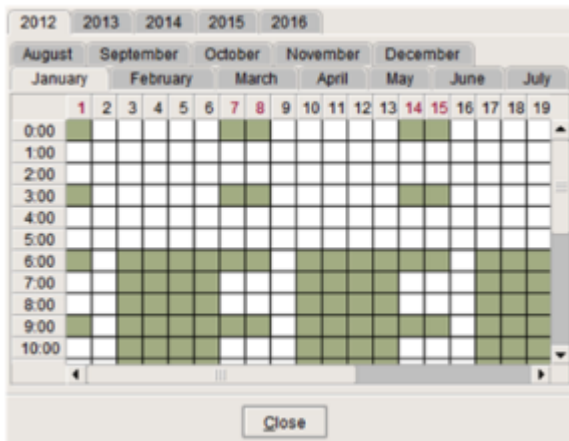 2012 2013 2014 2015 2016
August September October November December
January February March April May June July
1 2 3 4 5 6 7 8 9 10 11 12 13 14 15 16 17 18 19
0:00
1:00
2:00
3:00
4:00
5:00
6:00
7:00
8:00
9:00
10:00
Close